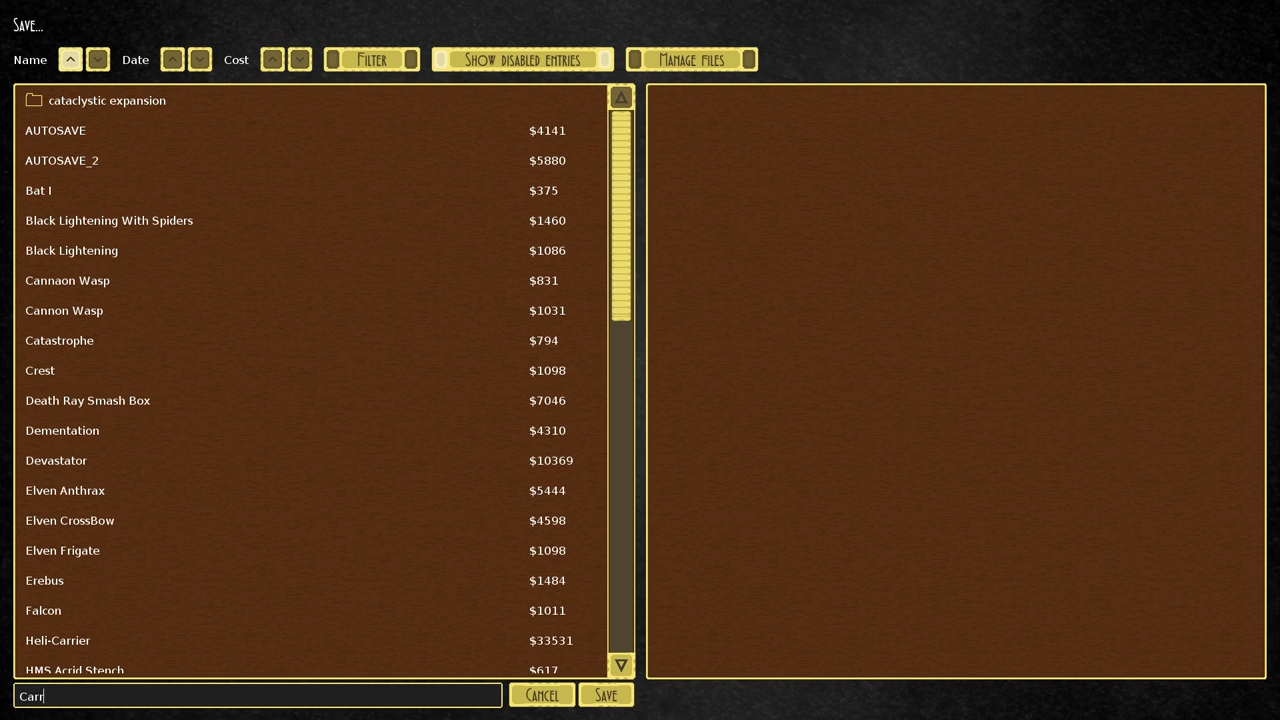 Save...
Name Date Cost Filter Show disabled entries Manage files
cataclystic expansion
AUTOSAVE $4141
AUTOSAVE_2 $5880
Bat I $375
Black Lightening With Spiders $1460
Black Lightening $1086
Cannaon Wasp $831
Cannon Wasp $1031
Catastrophe $794
Crest $1098
Death Ray Smash Box $7046
Dementation $4310
Devastator $10369
Elven Anthrax $5444
Elven CrossBow $4598
Elven Frigate $1098
Erebus $1484
Falcon $1011
Heli-Carrier $33531
HMS Acrid Stench $617
Carr Cancel Save